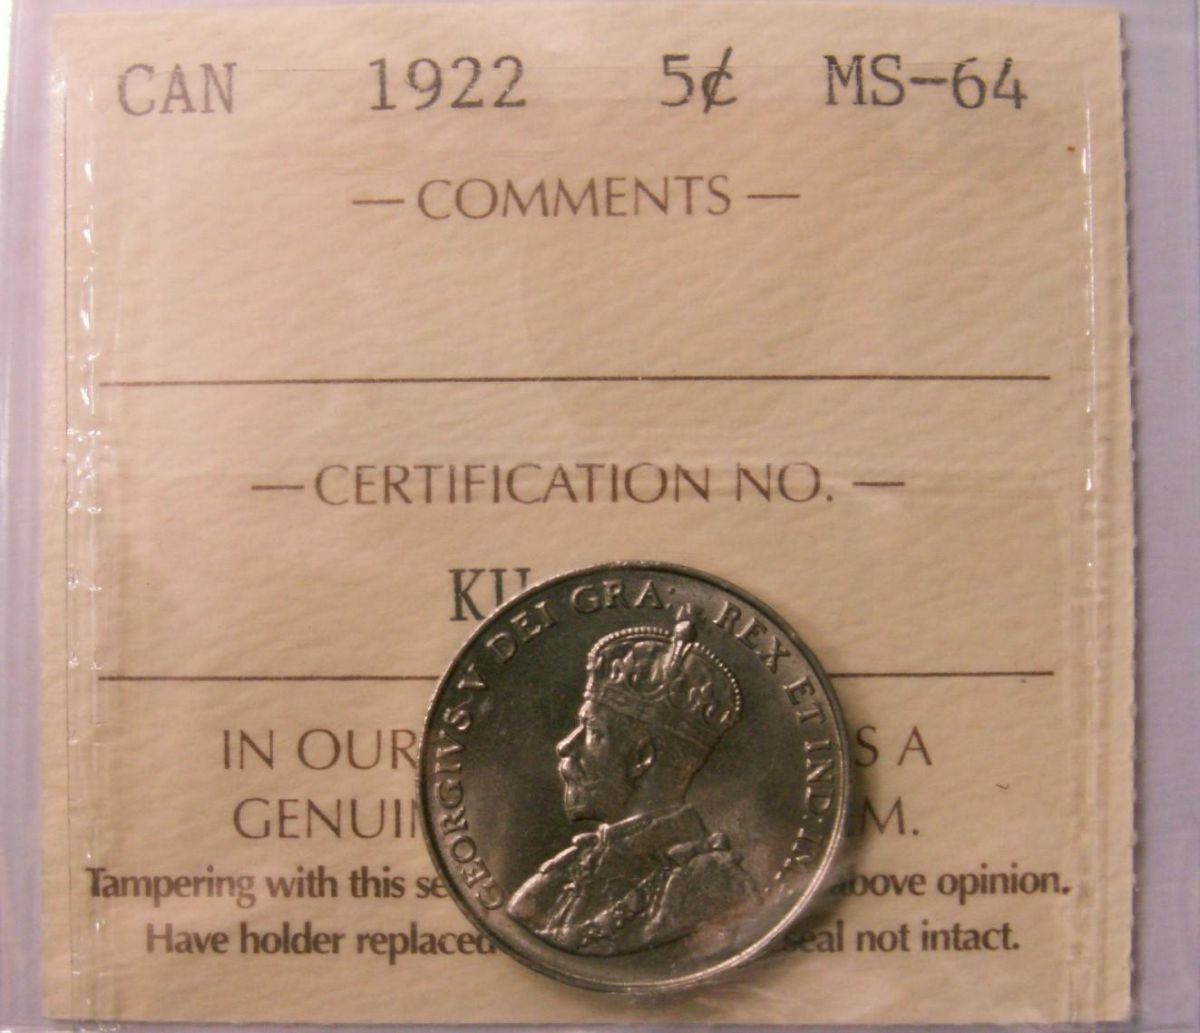 CAN 1922 5¢ MS-64
— COMMENTS —
— CERTIFICATION NO. —
KU
IN OUR S A
GENUIN M.
Tampering with this se above opinion.
Have holder replaced seal not intact.
GEORGIVS V DEI GRA: REX ET IND: IMP: